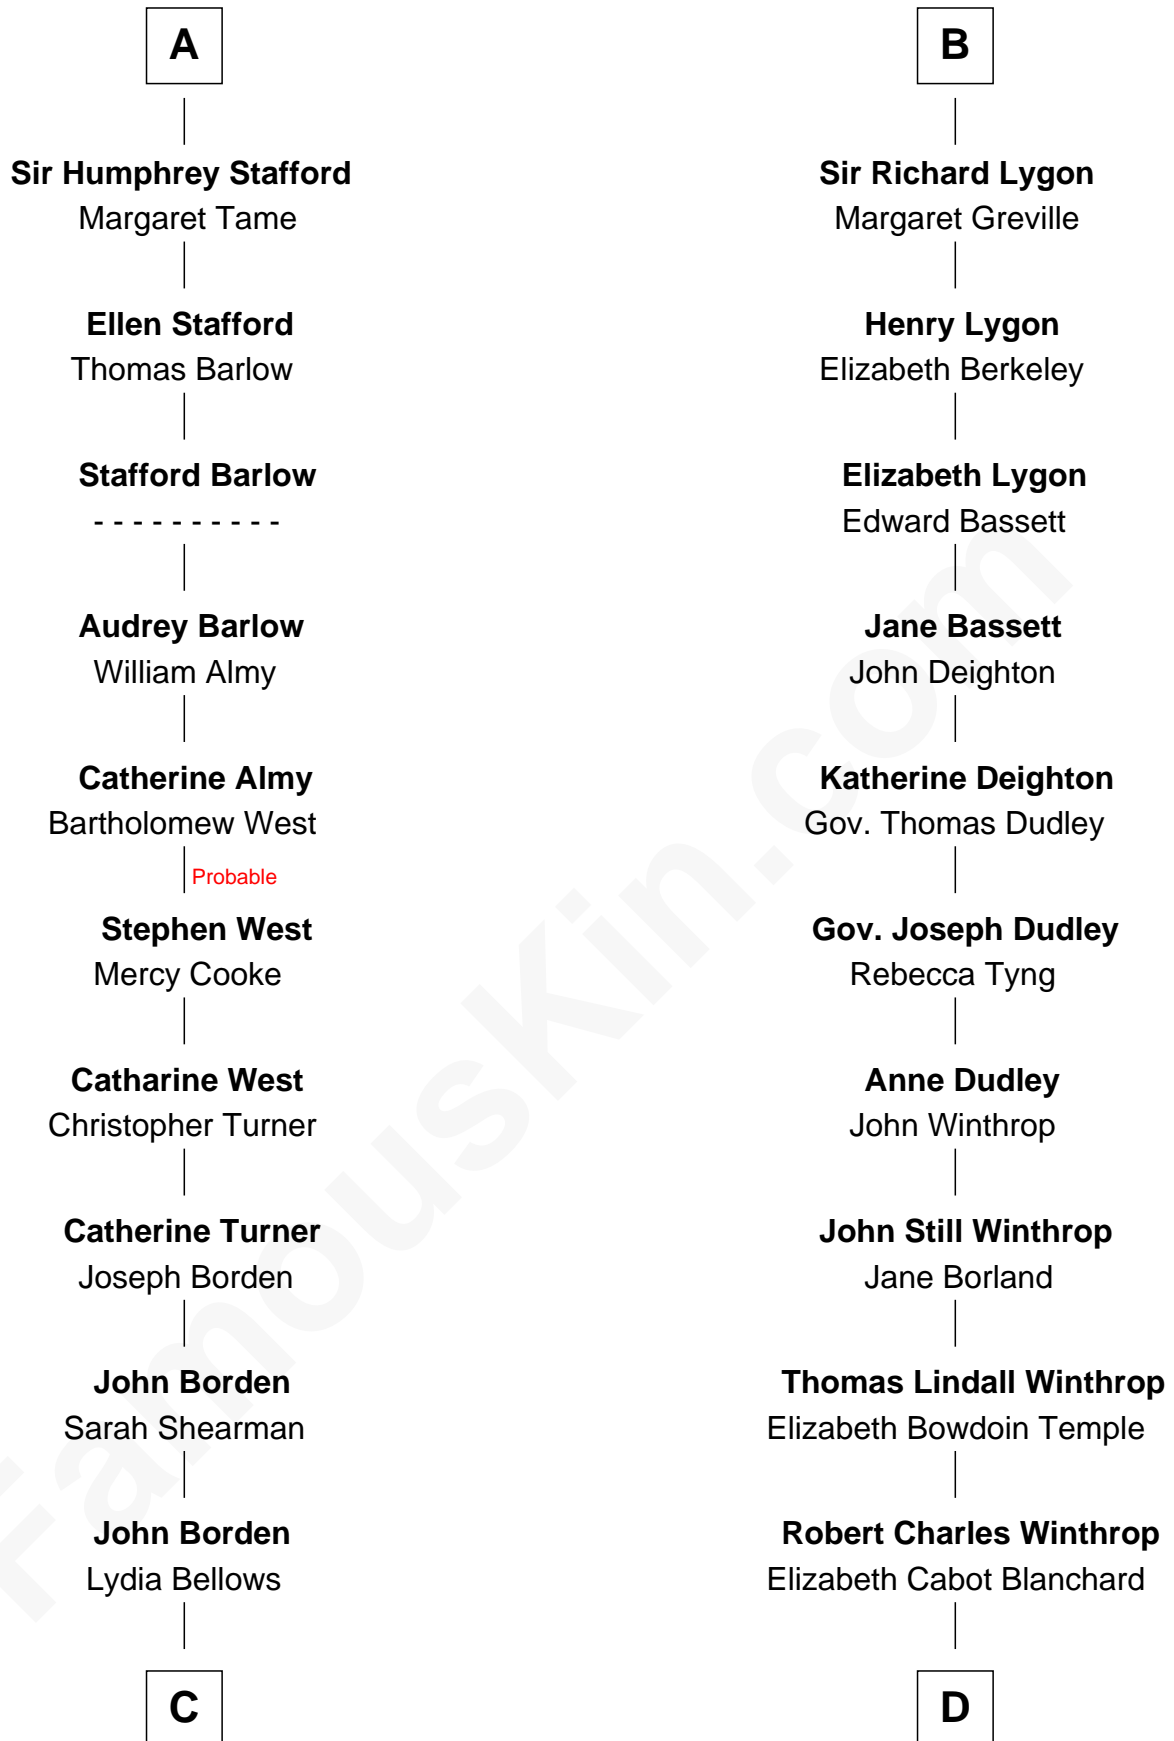 A
Sir Humphrey Stafford
Margaret Tame
Ellen Stafford
Thomas Barlow
Stafford Barlow
- - - - - - - - - -
Audrey Barlow
William Almy
Catherine Almy
Bartholomew West
Probable
Stephen West
Mercy Cooke
Catharine West
Christopher Turner
Catherine Turner
Joseph Borden
John Borden
Sarah Shearman
John Borden
Lydia Bellows
C
B
Sir Richard Lygon
Margaret Greville
Henry Lygon
Elizabeth Berkeley
Elizabeth Lygon
Edward Bassett
Jane Bassett
John Deighton
Katherine Deighton
Gov. Thomas Dudley
Gov. Joseph Dudley
Rebecca Tyng
Anne Dudley
John Winthrop
John Still Winthrop
Jane Borland
Thomas Lindall Winthrop
Elizabeth Bowdoin Temple
Robert Charles Winthrop
Elizabeth Cabot Blanchard
D
FamousKin.com